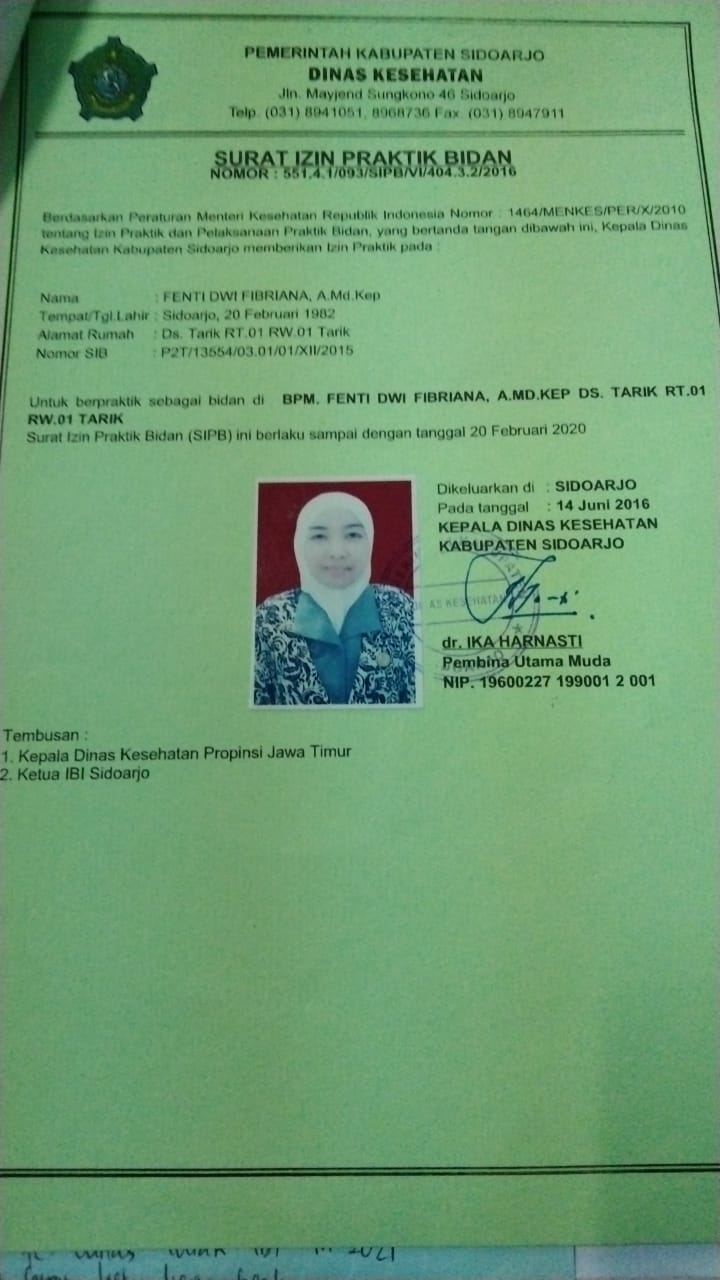 PEMERINTAH KABUPATEN SIDOARJO
DINAS KESEHATAN
Jln. Mayjend Sungkono 46 Sidoarjo
Telp. (031) 8941051, 8968736 Fax. (031) 8947911
SURAT IZIN PRAKTIK BIDAN
NOMOR : 551.4.1/093/SIPB/VI/404.3.2/2016
Berdasarkan Peraturan Menteri Kesehatan Republik Indonesia Nomor : 1464/MENKES/PER/X/2010
tentang Izin Praktik dan Pelaksanaan Praktik Bidan, yang bertanda tangan dibawah ini, Kepala Dinas
Kesehatan Kabupaten Sidoarjo memberikan Izin Praktik pada :
Nama : FENTI DWI FIBRIANA, A.Md.Kep
Tempat/Tgl.Lahir : Sidoarjo, 20 Februari 1982
Alamat Rumah : Ds. Tarik RT.01 RW.01 Tarik
Nomor SIB : P2T/13554/03.01/01/XII/2015
Untuk berpraktik sebagai bidan di BPM. FENTI DWI FIBRIANA, A.MD.KEP DS. TARIK RT.01
RW.01 TARIK
Surat Izin Praktik Bidan (SIPB) ini berlaku sampai dengan tanggal 20 Februari 2020
Dikeluarkan di : SIDOARJO
Pada tanggal : 14 Juni 2016
KEPALA DINAS KESEHATAN
KABUPATEN SIDOARJO
AS KESEHATAN
dr. IKA HARNASTI
Pembina Utama Muda
NIP. 19600227 199001 2 001
Tembusan :
1. Kepala Dinas Kesehatan Propinsi Jawa Timur
2. Ketua IBI Sidoarjo
2021